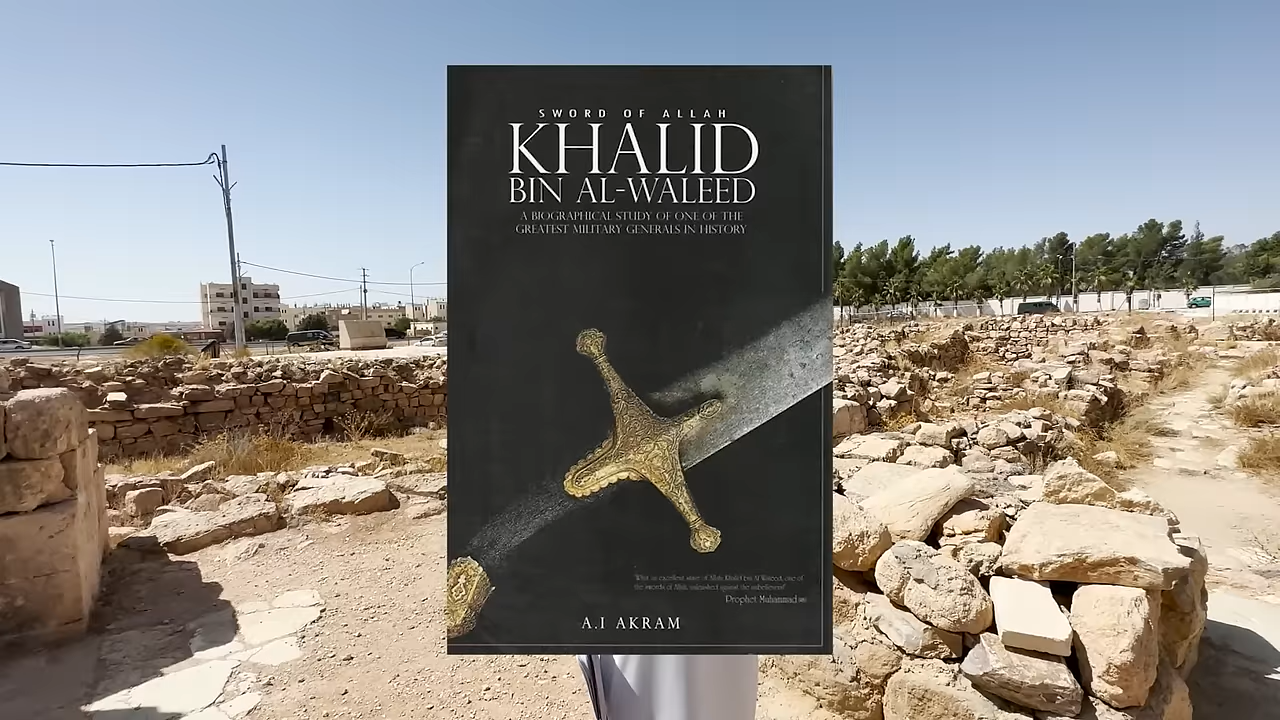 SWORD OF ALLAH
KHALID
BIN AL-WALEED
A BIOGRAPHICAL STUDY OF ONE OF THE
GREATEST MILITARY GENERALS IN HISTORY
"What an excellent slave of Allah: Khalid bin Al-Waleed, one of
the swords of Allah, unleashed against the unbelievers!"
Prophet Muhammad
A.I AKRAM